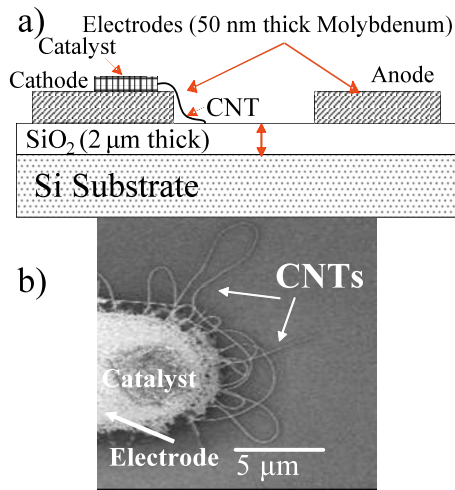 a)
Electrodes (50 nm thick Molybdenum)
Catalyst
Cathode
Anode
CNT
SiO₂ (2 μm thick)
Si Substrate
b)
CNTs
Catalyst
Electrode
5 μm